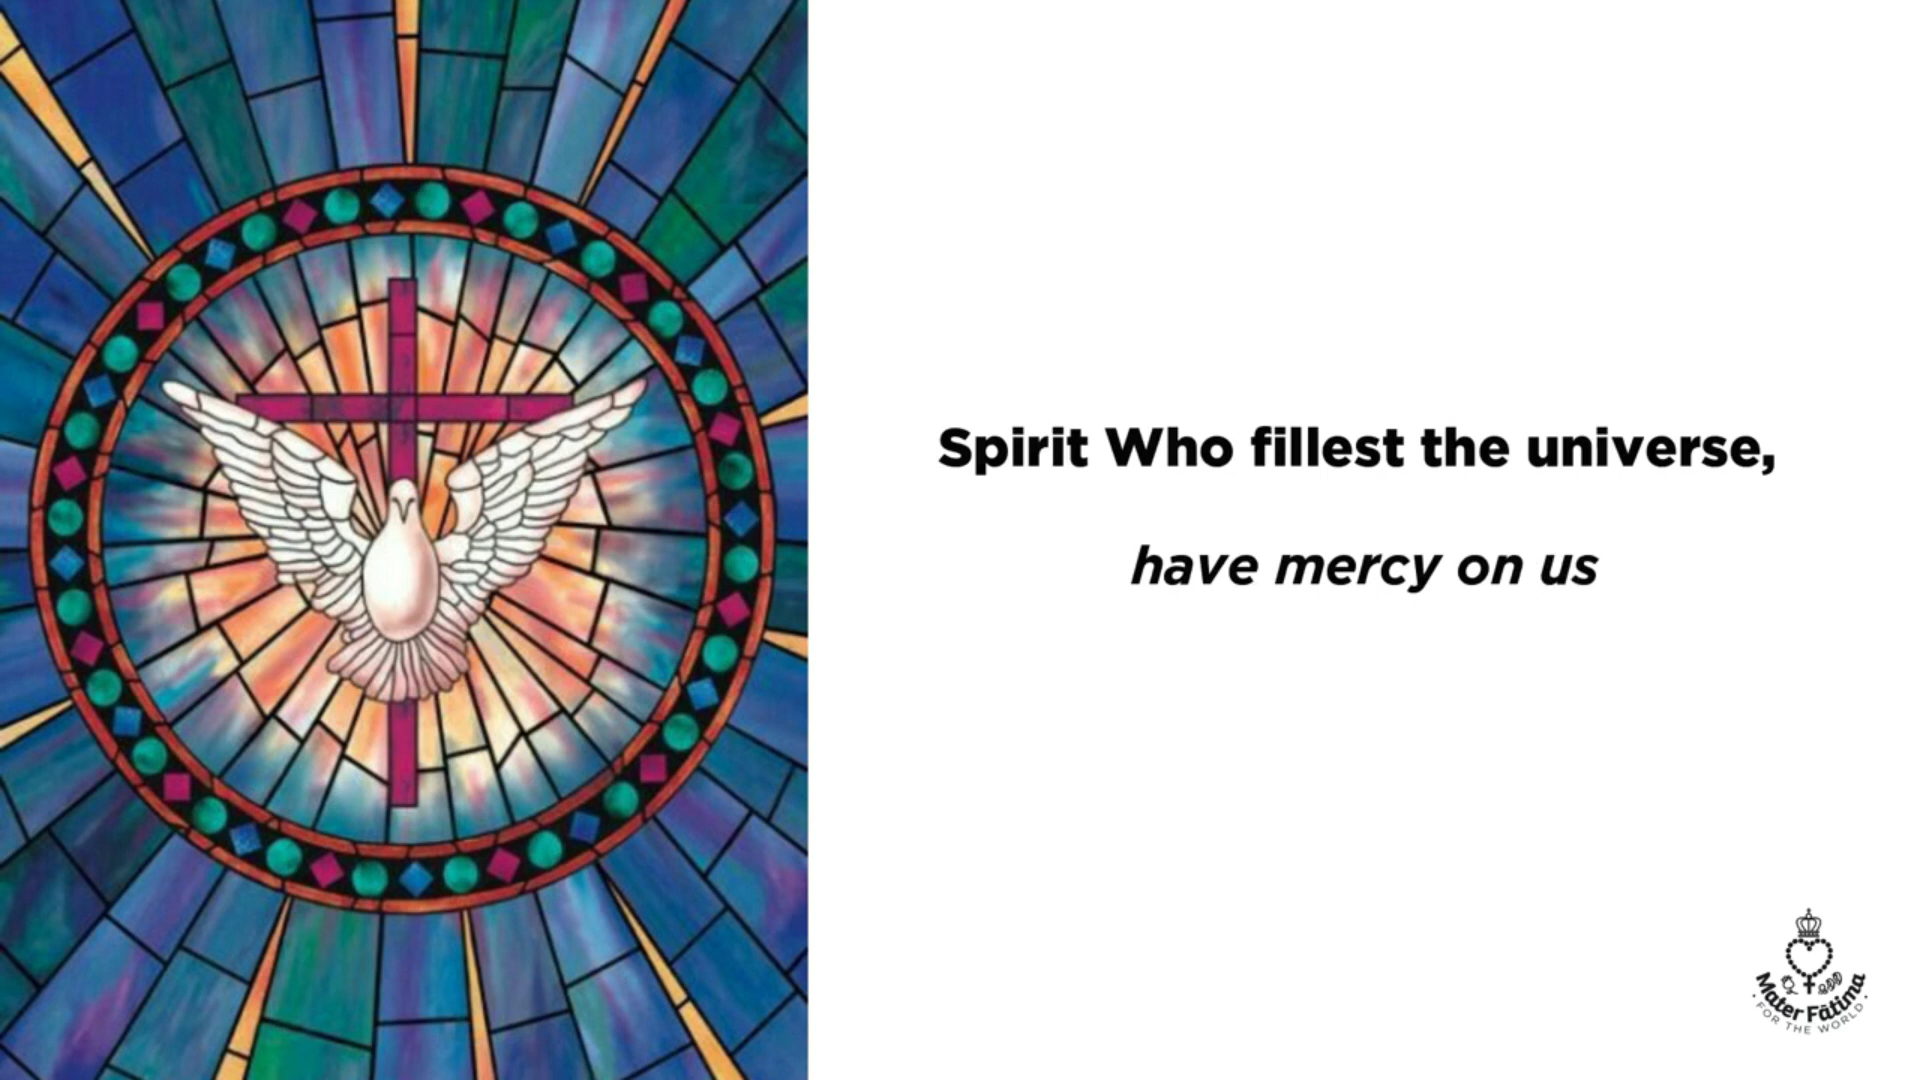 Spirit Who fillest the universe,
have mercy on us
Mater Fátima
· FOR THE WORLD ·